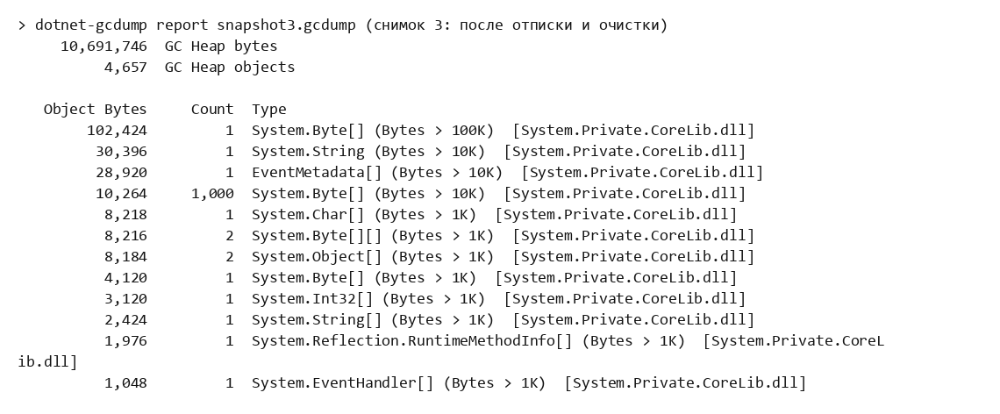 > dotnet-gcdump report snapshot3.gcdump (снимок 3: после отписки и очистки)
10,691,746  GC Heap bytes
4,657  GC Heap objects
Object Bytes     Count  Type
102,424         1  System.Byte[] (Bytes > 100K)  [System.Private.CoreLib.dll]
30,396         1  System.String (Bytes > 10K)  [System.Private.CoreLib.dll]
28,920         1  EventMetadata[] (Bytes > 10K)  [System.Private.CoreLib.dll]
10,264     1,000  System.Byte[] (Bytes > 10K)  [System.Private.CoreLib.dll]
8,218         1  System.Char[] (Bytes > 1K)  [System.Private.CoreLib.dll]
8,216         2  System.Byte[][] (Bytes > 1K)  [System.Private.CoreLib.dll]
8,184         2  System.Object[] (Bytes > 1K)  [System.Private.CoreLib.dll]
4,120         1  System.Byte[] (Bytes > 1K)  [System.Private.CoreLib.dll]
3,120         1  System.Int32[] (Bytes > 1K)  [System.Private.CoreLib.dll]
2,424         1  System.String[] (Bytes > 1K)  [System.Private.CoreLib.dll]
1,976         1  System.Reflection.RuntimeMethodInfo[] (Bytes > 1K)  [System.Private.CoreL
ib.dll]
1,048         1  System.EventHandler[] (Bytes > 1K)  [System.Private.CoreLib.dll]